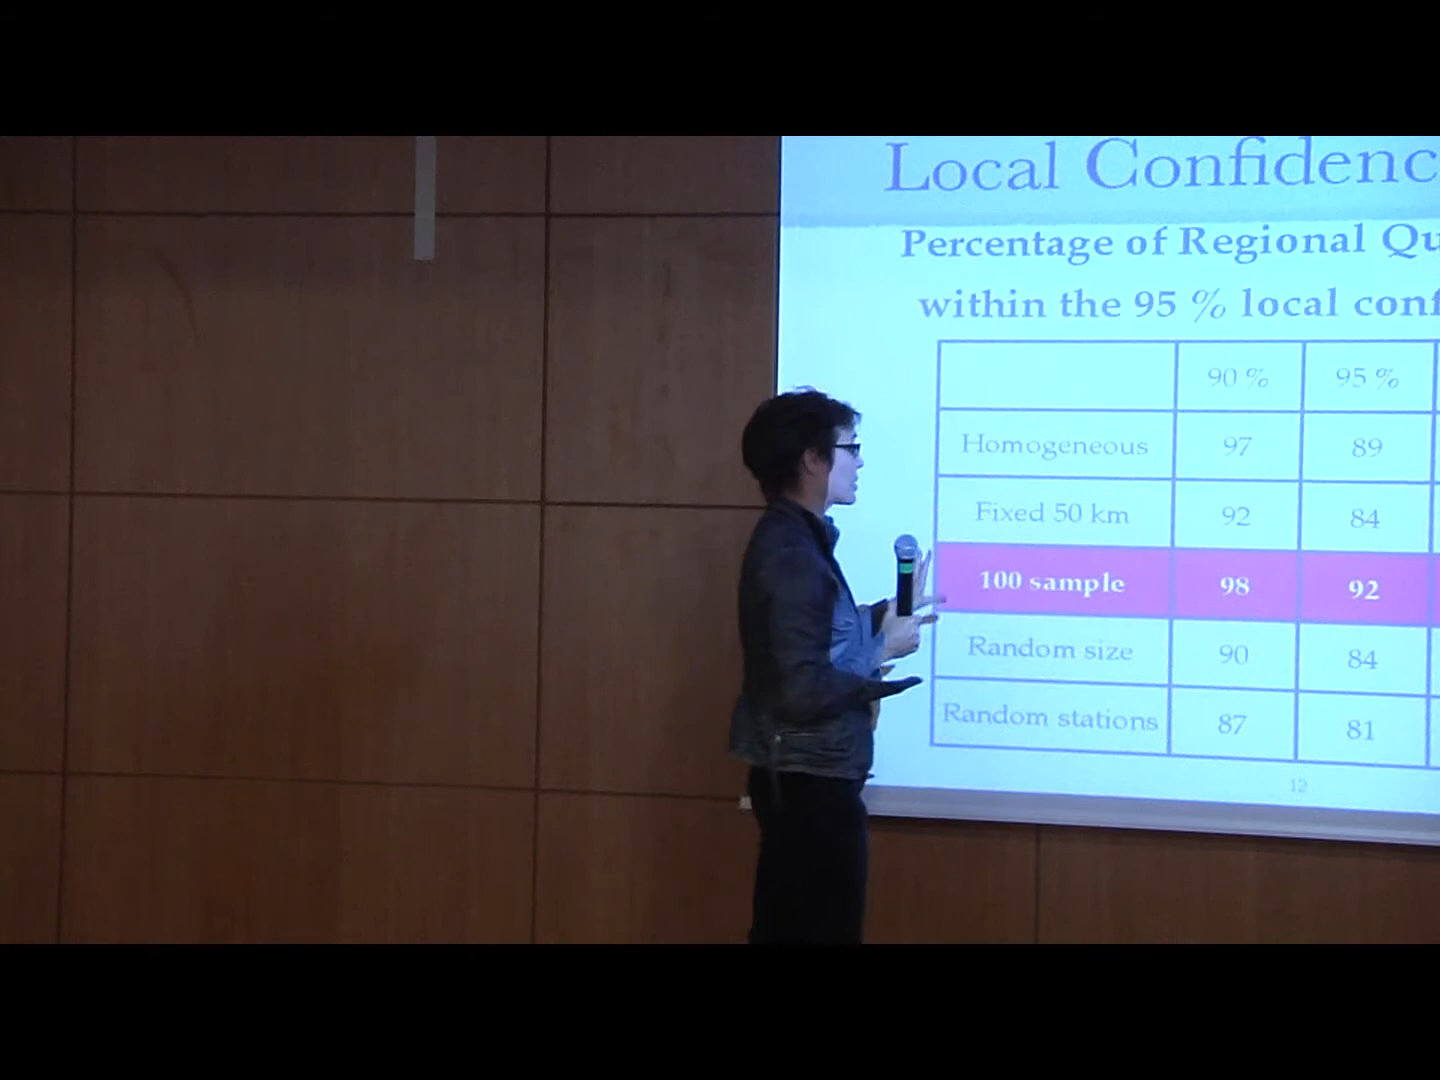 Local Confidenc
Percentage of Regional Qu
within the 95 % local conf
90 % 95 %
Homogeneous 97 89
Fixed 50 km 92 84
100 sample 98 92
Random size 90 84
Random stations 87 81
12